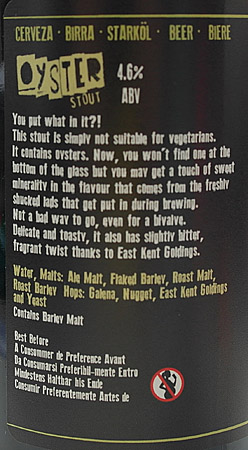 CERVEZA · BIRRA · STARKÖL · BEER · BIERE
OYSTER
STOUT
4.6%
ABV
You put what in it?!
This stout is simply not suitable for vegetarians.
It contains oysters. Now, you won't find one at the
bottom of the glass but you may get a touch of sweet
minerality in the flavour that comes from the freshly
shucked lads that get put in during brewing.
Not a bad way to go, even for a bivalve.
Delicate and toasty, it also has slightly bitter,
fragrant twist thanks to East Kent Goldings.
Water, Malts: Ale Malt, Flaked Barley, Roast Malt,
Roast Barley Hops: Galena, Nugget, East Kent Goldings
and Yeast
Contains Barley Malt
Best Before
A Consommer de Preference Avant
Da Consumarsi Preferibil-mente Entro
Mindestens Halthar bis Ende
Consumir Preferentemente Antes de